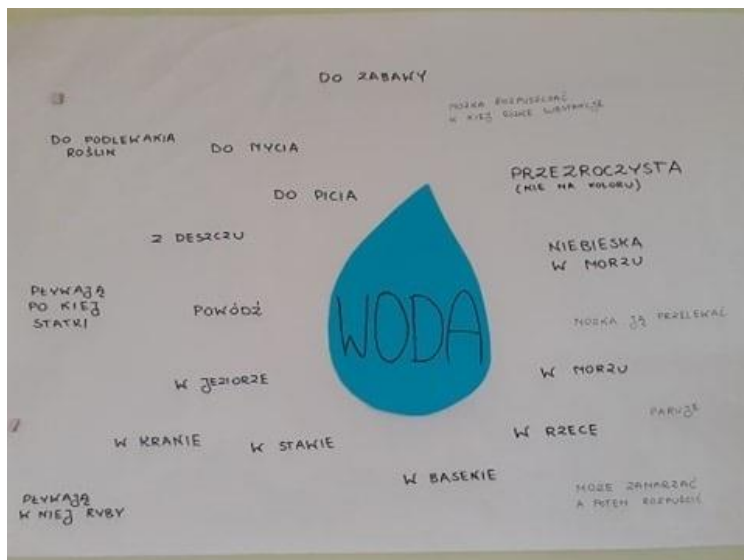 DO ZABAWY
MOŻNA ROZPUSZCZAĆ
W NIEJ RÓŻNE SUBSTANCJE
DO PODLEWANIA
ROŚLIN
DO MYCIA
PRZEZROCZYSTA
(NIE MA KOLORU)
DO PICIA
Z DESZCZU
NIEBIESKA
W MORZU
PŁYWAJĄ
PO NIEJ
STATKI
POWÓDŹ
WODA
MOŻNA JĄ PRZELEWAĆ
W JEZIORZE
W MORZU
PARUJE
W KRANIE
W STAWIE
W RZECE
W BASENIE
MOŻE ZAMARZAĆ
A POTEM ROZPUŚCIĆ
PŁYWAJĄ
W NIEJ RYBY